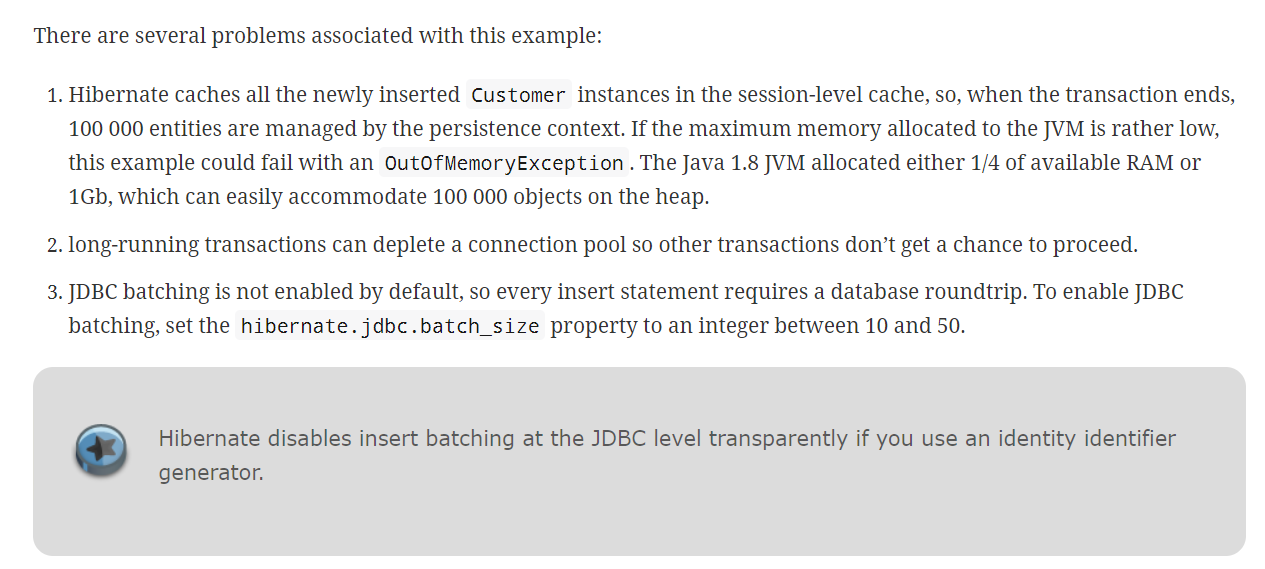 There are several problems associated with this example:
1. Hibernate caches all the newly inserted Customer instances in the session-level cache, so, when the transaction ends,
100 000 entities are managed by the persistence context. If the maximum memory allocated to the JVM is rather low,
this example could fail with an OutOfMemoryException. The Java 1.8 JVM allocated either 1/4 of available RAM or
1Gb, which can easily accommodate 100 000 objects on the heap.
2. long-running transactions can deplete a connection pool so other transactions don’t get a chance to proceed.
3. JDBC batching is not enabled by default, so every insert statement requires a database roundtrip. To enable JDBC
batching, set the hibernate.jdbc.batch_size property to an integer between 10 and 50.
Hibernate disables insert batching at the JDBC level transparently if you use an identity identifier
generator.